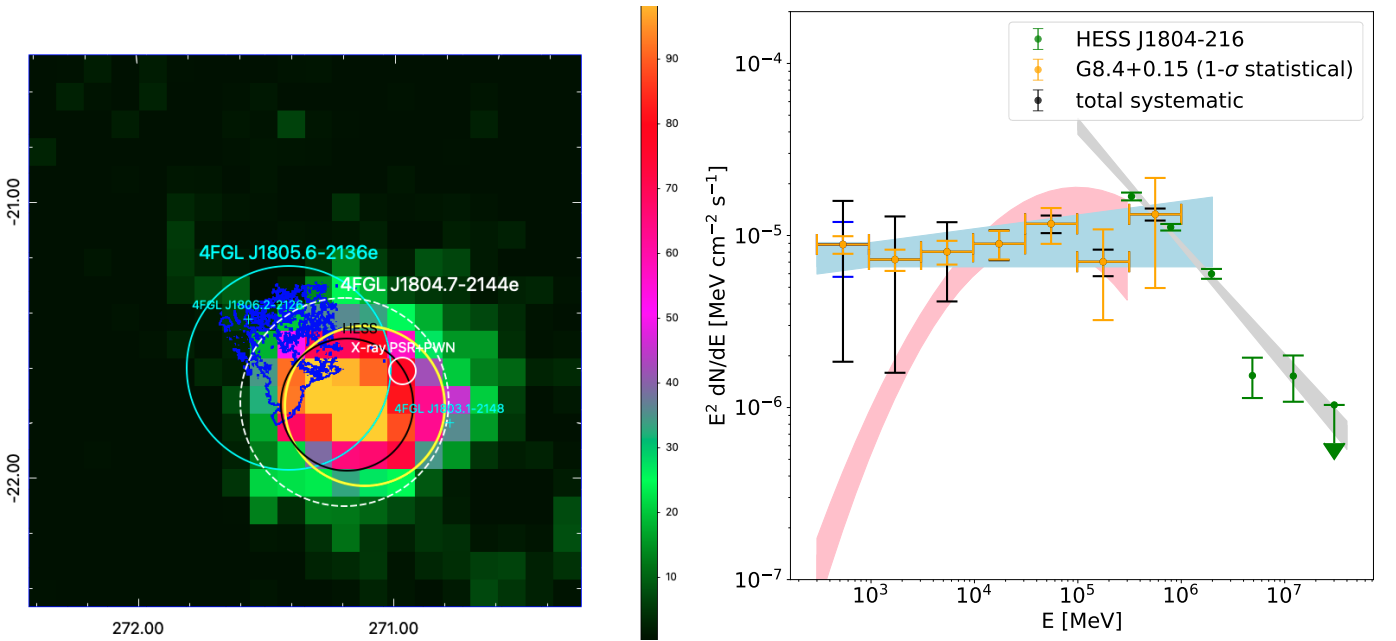 -21.00
-22.00
272.00
271.00
4FGL J1805.6-2136e
4FGL J1804.7-2144e
4FGL J1806.2-2126
HESS
X-ray PSR+PWN
4FGL J1803.1-2148
90
80
70
60
50
40
30
20
10
HESS J1804-216
G8.4+0.15 (1-σ statistical)
total systematic
E² dN/dE [MeV cm⁻² s⁻¹]
10⁻⁴
10⁻⁵
10⁻⁶
10⁻⁷
10³
10⁴
10⁵
10⁶
10⁷
E [MeV]